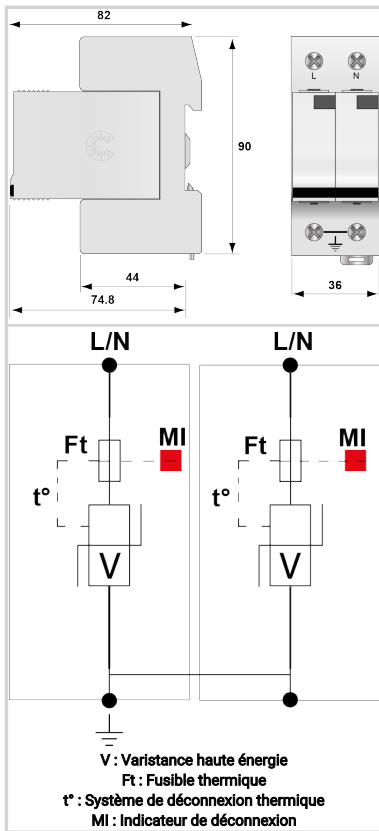 82
L N
90
44
74.8
36
L/N L/N
Ft MI Ft MI
t° t°
V V
V : Varistance haute énergie
Ft : Fusible thermique
t° : Système de déconnexion thermique
MI : Indicateur de déconnexion